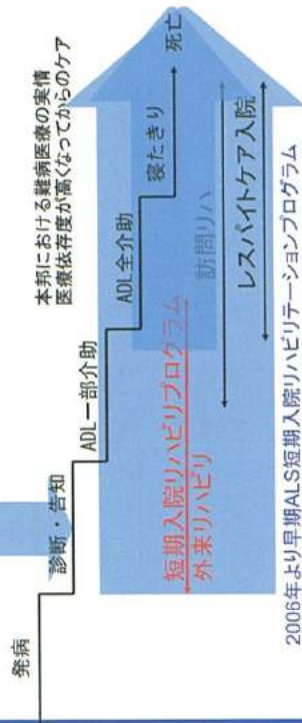 発病
診断・告知
本邦における難病医療の実情
医療依存度が高くなってからのケア
ADL一部介助
ADL全介助
寝たきり
死亡
短期入院リハビリプログラム
外来リハビリ
訪問リハ
レスパイトケア入院
2006年より早期ALS短期入院リハビリテーションプログラム